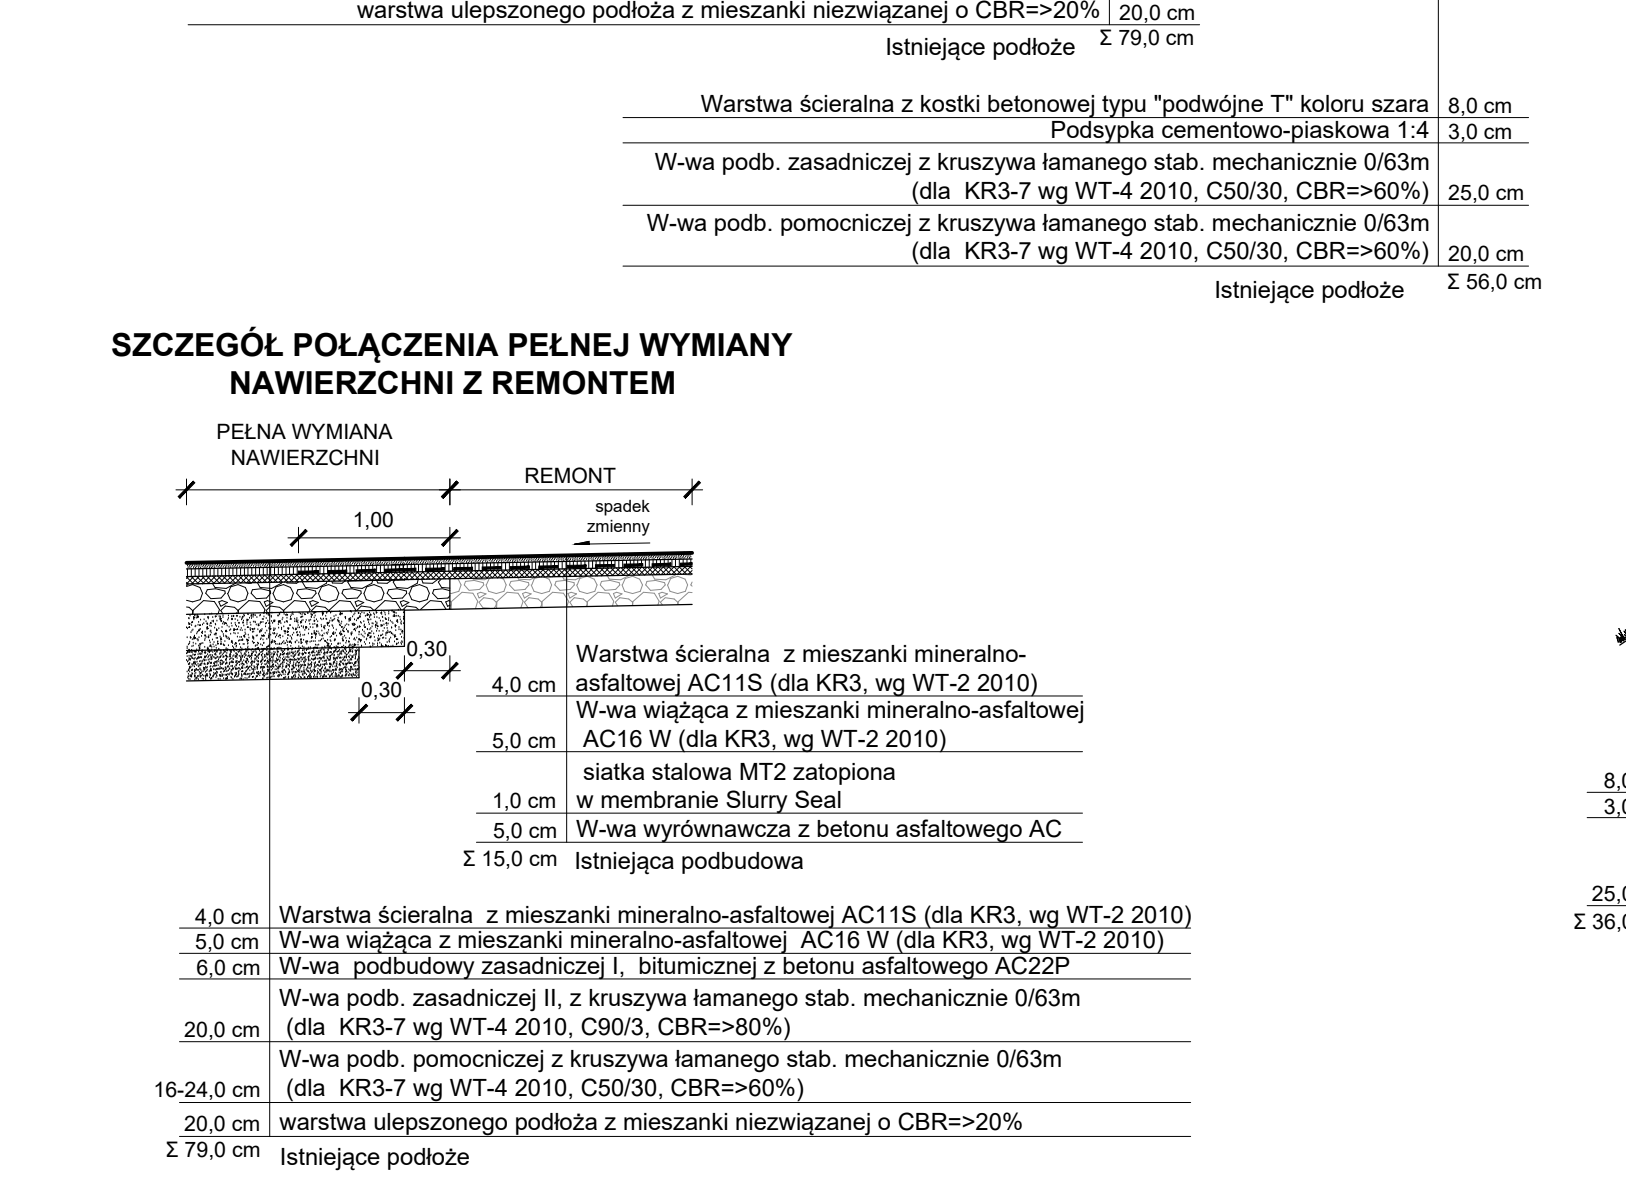 warstwa ulepszonego podłoża z mieszanki niezwiązanej o CBR=>20% 20,0 cm
Istniejące podłoże Σ 79,0 cm
Warstwa ścieralna z kostki betonowej typu "podwójne T" koloru szara 8,0 cm
Podsypka cementowo-piaskowa 1:4 3,0 cm
W-wa podb. zasadniczej z kruszywa łamanego stab. mechanicznie 0/63m
(dla KR3-7 wg WT-4 2010, C50/30, CBR=>60%) 25,0 cm
W-wa podb. pomocniczej z kruszywa łamanego stab. mechanicznie 0/63m
(dla KR3-7 wg WT-4 2010, C50/30, CBR=>60%) 20,0 cm
Istniejące podłoże Σ 56,0 cm
SZCZEGÓŁ POŁĄCZENIA PEŁNEJ WYMIANY
NAWIERZCHNI Z REMONTEM
PEŁNA WYMIANA
NAWIERZCHNI
REMONT
spadek
zmienny
1,00
0,30
0,30
Warstwa ścieralna z mieszanki mineralno-
4,0 cm asfaltowej AC11S (dla KR3, wg WT-2 2010)
W-wa wiążąca z mieszanki mineralno-asfaltowej
5,0 cm AC16 W (dla KR3, wg WT-2 2010)
siatka stalowa MT2 zatopiona
1,0 cm w membranie Slurry Seal
5,0 cm W-wa wyrównawcza z betonu asfaltowego AC
Σ 15,0 cm Istniejąca podbudowa
4,0 cm Warstwa ścieralna z mieszanki mineralno-asfaltowej AC11S (dla KR3, wg WT-2 2010)
5,0 cm W-wa wiążąca z mieszanki mineralno-asfaltowej AC16 W (dla KR3, wg WT-2 2010)
6,0 cm W-wa podbudowy zasadniczej I, bitumicznej z betonu asfaltowego AC22P
W-wa podb. zasadniczej II, z kruszywa łamanego stab. mechanicznie 0/63m
20,0 cm (dla KR3-7 wg WT-4 2010, C90/3, CBR=>80%)
W-wa podb. pomocniczej z kruszywa łamanego stab. mechanicznie 0/63m
16-24,0 cm (dla KR3-7 wg WT-4 2010, C50/30, CBR=>60%)
20,0 cm warstwa ulepszonego podłoża z mieszanki niezwiązanej o CBR=>20%
Σ 79,0 cm Istniejące podłoże
8,0
3,0
25,0
Σ 36,0